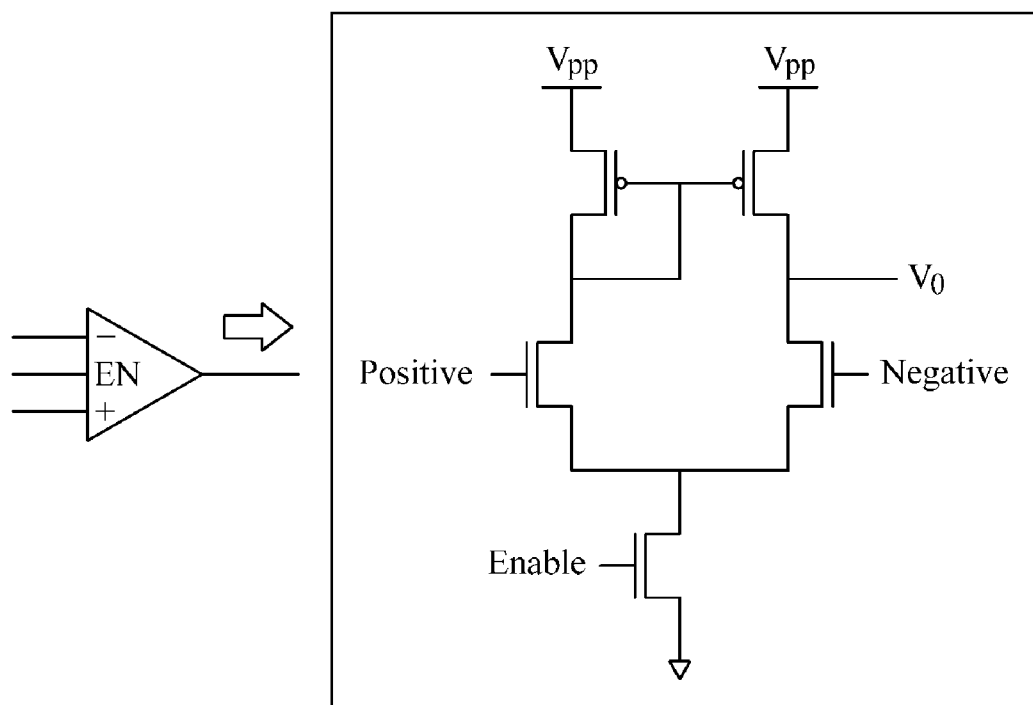 Vpp Vpp
V0
−
EN
+
Positive Negative
Enable